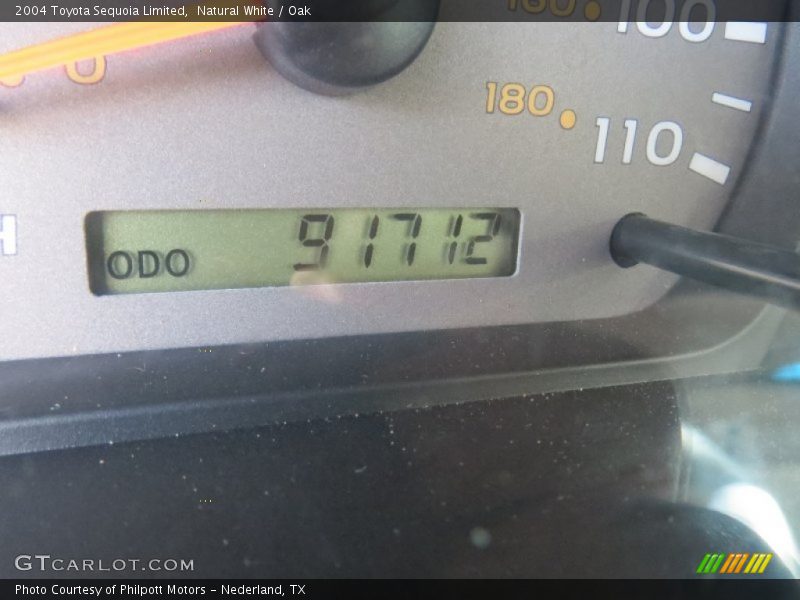 2004 Toyota Sequoia Limited, Natural White / Oak
100
0
180
110
H
ODO 91712
GTCARLOT.COM
Photo Courtesy of Philpott Motors - Nederland, TX